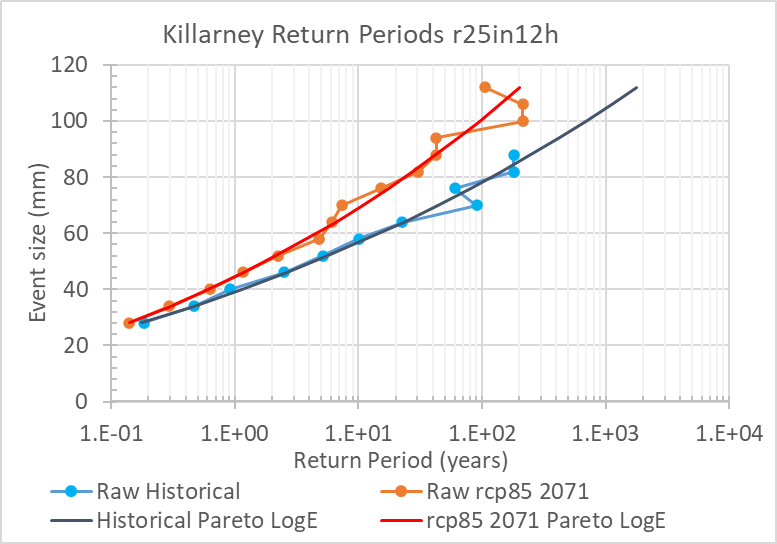 Killarney Return Periods r25in12h
120
100
80
60
40
20
0
Event size (mm)
1.E-01 1.E+00 1.E+01 1.E+02 1.E+03 1.E+04
Return Period (years)
Raw Historical Raw rcp85 2071
Historical Pareto LogE rcp85 2071 Pareto LogE